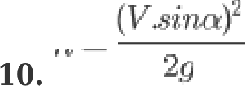 10. — (V.sinα)²
2g